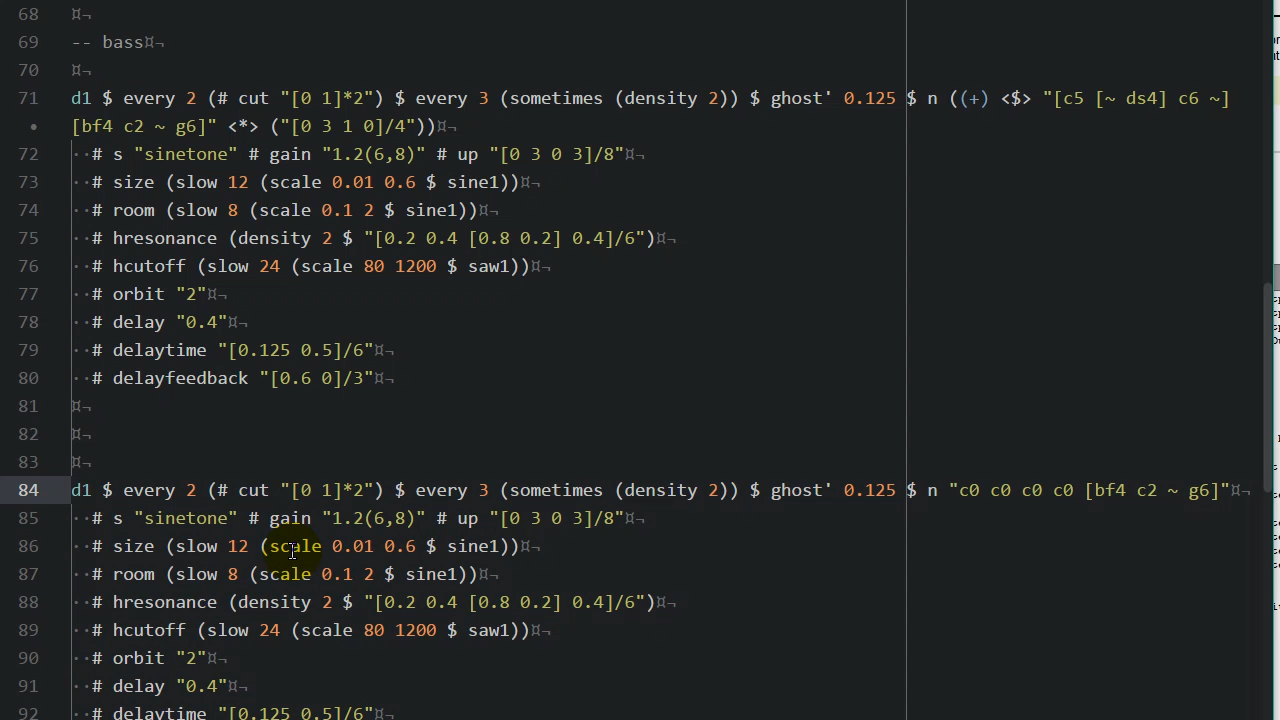 68 ¤¬
69 -- bass¤¬
70 ¤¬
71 d1 $ every 2 (# cut "[0 1]*2") $ every 3 (sometimes (density 2)) $ ghost' 0.125 $ n ((+) <$> "[c5 [~ ds4] c6 ~]
• [bf4 c2 ~ g6]" <*> ("[0 3 1 0]/4"))¤¬
72 ··# s "sinetone" # gain "1.2(6,8)" # up "[0 3 0 3]/8"¤¬
73 ··# size (slow 12 (scale 0.01 0.6 $ sine1))¤¬
74 ··# room (slow 8 (scale 0.1 2 $ sine1))¤¬
75 ··# hresonance (density 2 $ "[0.2 0.4 [0.8 0.2] 0.4]/6")¤¬
76 ··# hcutoff (slow 24 (scale 80 1200 $ saw1))¤¬
77 ··# orbit "2"¤¬
78 ··# delay "0.4"¤¬
79 ··# delaytime "[0.125 0.5]/6"¤¬
80 ··# delayfeedback "[0.6 0]/3"¤¬
81 ¤¬
82 ¤¬
83 ¤¬
84 d1 $ every 2 (# cut "[0 1]*2") $ every 3 (sometimes (density 2)) $ ghost' 0.125 $ n "c0 c0 c0 c0 [bf4 c2 ~ g6]"¤¬
85 ··# s "sinetone" # gain "1.2(6,8)" # up "[0 3 0 3]/8"¤¬
86 ··# size (slow 12 (scale 0.01 0.6 $ sine1))¤¬
87 ··# room (slow 8 (scale 0.1 2 $ sine1))¤¬
88 ··# hresonance (density 2 $ "[0.2 0.4 [0.8 0.2] 0.4]/6")¤¬
89 ··# hcutoff (slow 24 (scale 80 1200 $ saw1))¤¬
90 ··# orbit "2"¤¬
91 ··# delay "0.4"¤¬
92 ··# delaytime "[0.125 0.5]/6"¤¬